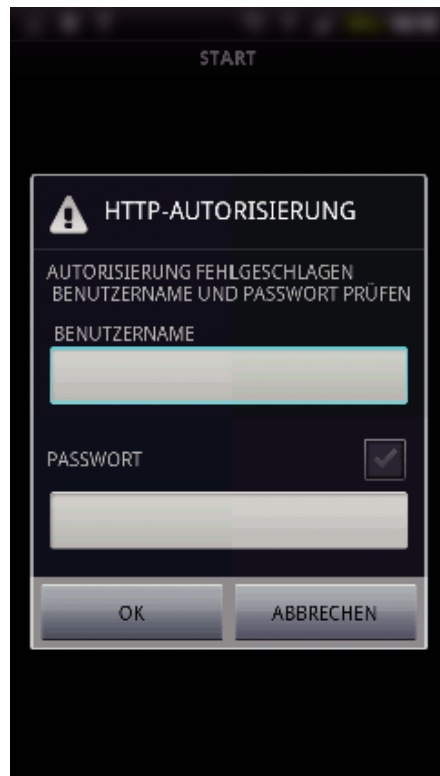 START
HTTP-AUTORISIERUNG
AUTORISIERUNG FEHLGESCHLAGEN
BENUTZERNAME UND PASSWORT PRÜFEN
BENUTZERNAME
PASSWORT
OK
ABBRECHEN